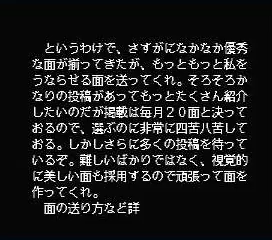 というわけで、さすがになかなか優秀
な面が揃ってきたが、もっともっと私を
うならせる面を送ってくれ。そろそろか
なりの投稿があってもっとたくさん紹介
したいのだが掲載は毎月20面と決って
おるので、選ぶのに非常に四苦八苦して
おる。しかしさらに多くの投稿を待って
いるぞ。難しいばかりではなく、視覚的
に美しい面も採用するので頑張って面を
作ってくれ。
面の送り方など詳